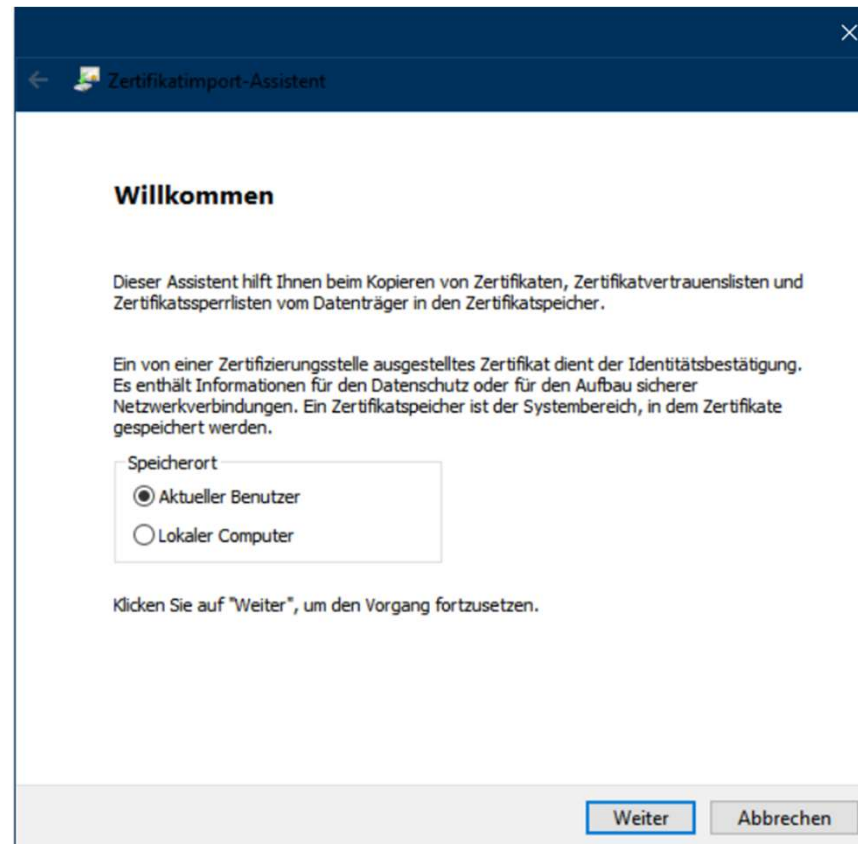 Zertifikatimport-Assistent
Willkommen
Dieser Assistent hilft Ihnen beim Kopieren von Zertifikaten, Zertifikatvertrauenslisten und
Zertifikatssperrlisten vom Datenträger in den Zertifikatspeicher.
Ein von einer Zertifizierungsstelle ausgestelltes Zertifikat dient der Identitätsbestätigung.
Es enthält Informationen für den Datenschutz oder für den Aufbau sicherer
Netzwerkverbindungen. Ein Zertifikatspeicher ist der Systembereich, in dem Zertifikate
gespeichert werden.
Speicherort
Aktueller Benutzer
Lokaler Computer
Klicken Sie auf "Weiter", um den Vorgang fortzusetzen.
Weiter Abbrechen